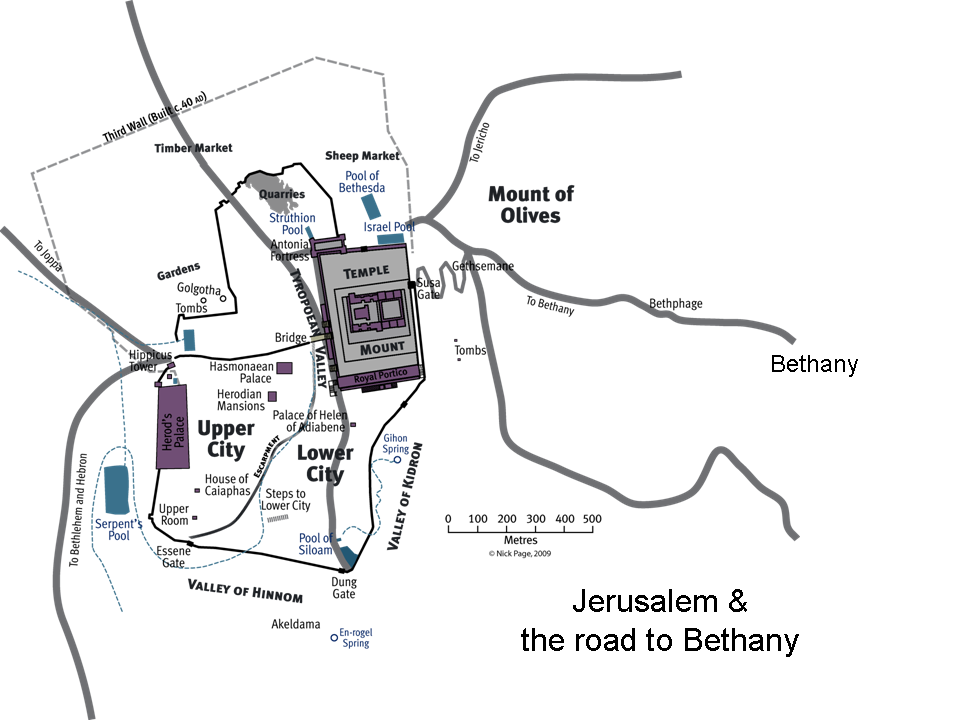 Third Wall (Built c.40 AD)
Timber Market
Sheep Market
Pool of
Bethesda
To Jericho
Mount of
Olives
Quarries
Struthion
Pool
Israel Pool
Antonia
Fortress
To Joppa
Gardens
Golgotha
Tombs
TEMPLE
MOUNT
Susa
Gate
Gethsemane
To Bethany
Bethphage
Bethany
TYROPOEAN VALLEY
Bridge
Royal Portico
Tombs
Hippicus
Tower
Hasmonaean
Palace
Herodian
Mansions
Palace of Helen
of Adiabene
Herod's
Palace
Upper
City
ESCARPMENT
Lower
City
Gihon
Spring
VALLEY OF KIDRON
To Bethlehem and Hebron
House of
Caiaphas
Steps to
Lower City
Upper
Room
Serpent's
Pool
Essene
Gate
Pool of
Siloam
Dung
Gate
VALLEY OF HINNOM
Akeldama
En-rogel
Spring
0 100 200 300 400 500
Metres
© Nick Page, 2009
Jerusalem &
the road to Bethany